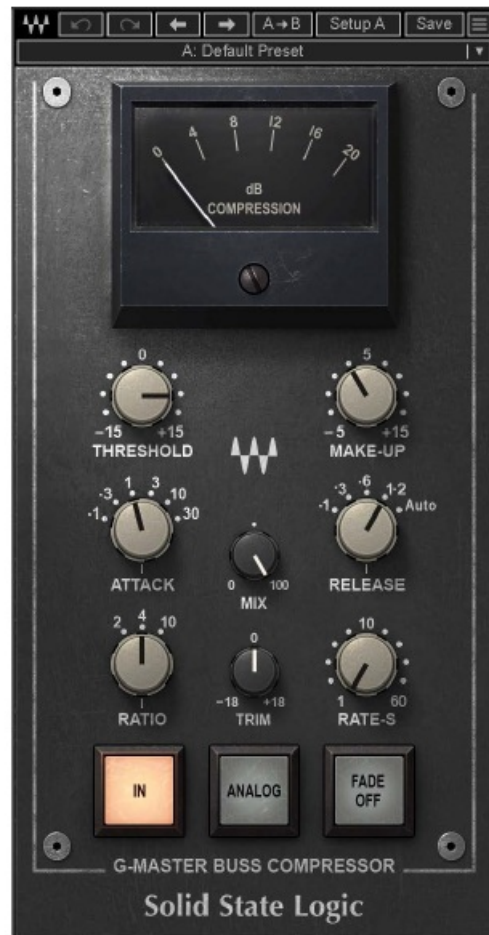 A→B Setup A Save
A: Default Preset
0 4 8 12 16 20
dB
COMPRESSION
0 5
-15 +15 -5 +15
THRESHOLD MAKE-UP
·1 ·3 1 3 10 30 ·1 ·3 ·6 1·2 Auto
ATTACK 0 100 RELEASE
MIX
2 4 10 0 10
-18 +18 1 60
RATIO TRIM RATE-S
IN ANALOG FADE OFF
G-MASTER BUSS COMPRESSOR
Solid State Logic